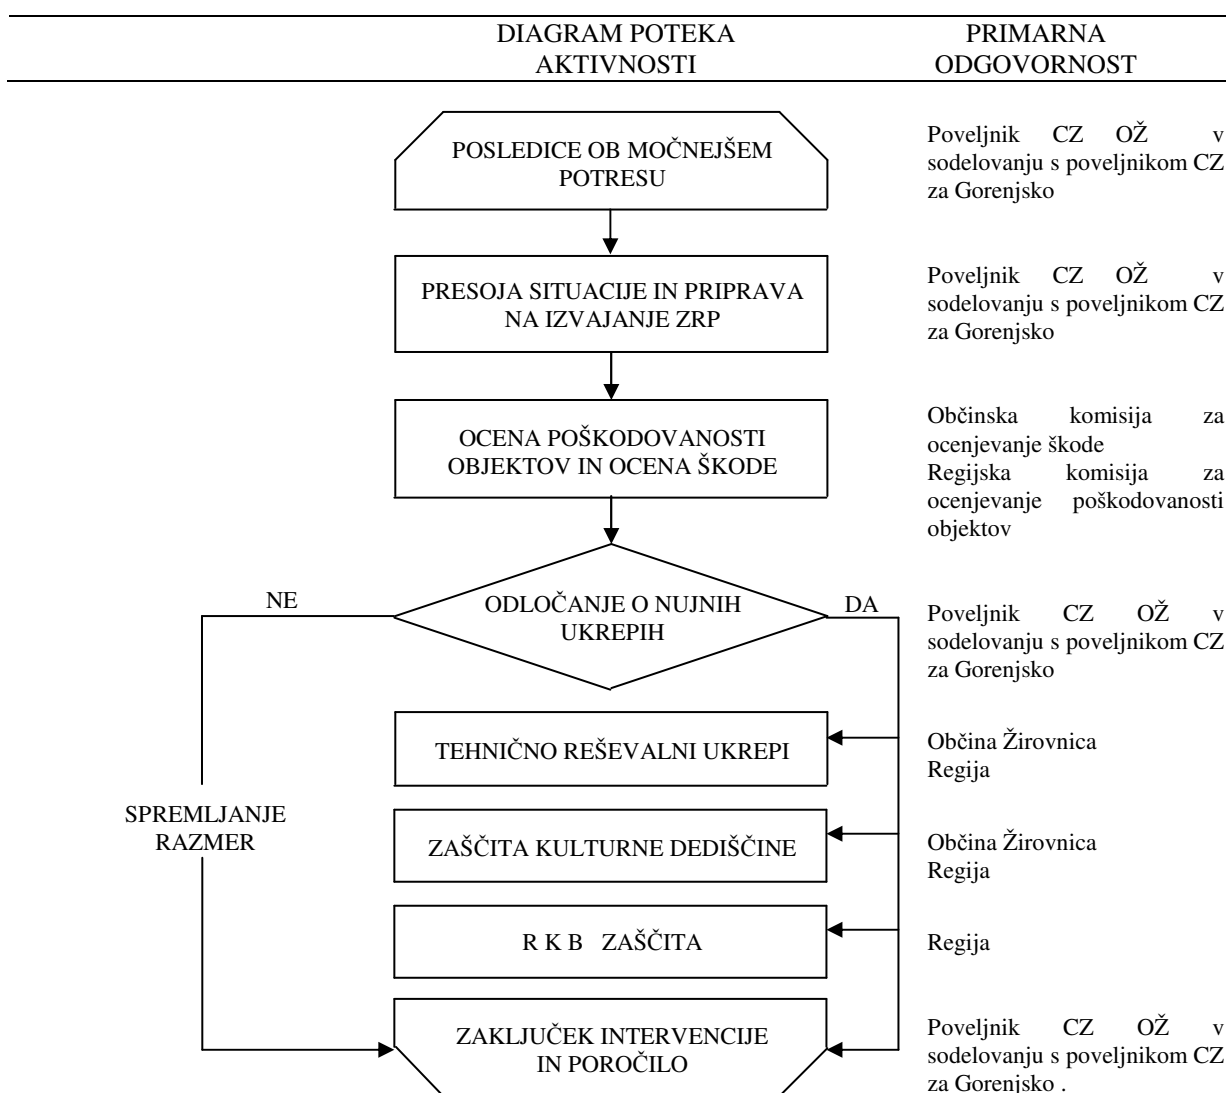 DIAGRAM POTEKA
AKTIVNOSTI
PRIMARNA
ODGOVORNOST
POSLEDICE OB MOČNEJŠEM
POTRESU
Poveljnik CZ OŽ v
sodelovanju s poveljnikom CZ
za Gorenjsko
PRESOJA SITUACIJE IN PRIPRAVA
NA IZVAJANJE ZRP
Poveljnik CZ OŽ v
sodelovanju s poveljnikom CZ
za Gorenjsko
OCENA POŠKODOVANOSTI
OBJEKTOV IN OCENA ŠKODE
Občinska komisija za
ocenjevanje škode
Regijska komisija za
ocenjevanje poškodovanosti
objektov
NE
ODLOČANJE O NUJNIH
UKREPIH
DA
Poveljnik CZ OŽ v
sodelovanju s poveljnikom CZ
za Gorenjsko
TEHNIČNO REŠEVALNI UKREPI
Občina Žirovnica
Regija
SPREMLJANJE
RAZMER
ZAŠČITA KULTURNE DEDIŠČINE
Občina Žirovnica
Regija
R K B ZAŠČITA
Regija
ZAKLJUČEK INTERVENCIJE
IN POROČILO
Poveljnik CZ OŽ v
sodelovanju s poveljnikom CZ
za Gorenjsko .